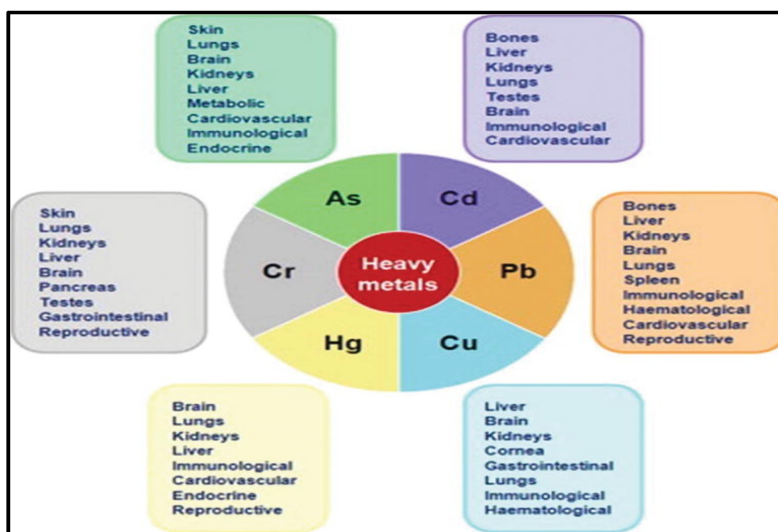 Skin
Lungs
Brain
Kidneys
Liver
Metabolic
Cardiovascular
Immunological
Endocrine
Bones
Liver
Kidneys
Lungs
Testes
Brain
Immunological
Cardiovascular
As
Cd
Skin
Lungs
Kidneys
Liver
Brain
Pancreas
Testes
Gastrointestinal
Reproductive
Cr
Heavy
metals
Pb
Bones
Liver
Kidneys
Brain
Lungs
Spleen
Immunological
Haematological
Cardiovascular
Reproductive
Hg
Cu
Brain
Lungs
Kidneys
Liver
Immunological
Cardiovascular
Endocrine
Reproductive
Liver
Brain
Kidneys
Cornea
Gastrointestinal
Lungs
Immunological
Haematological